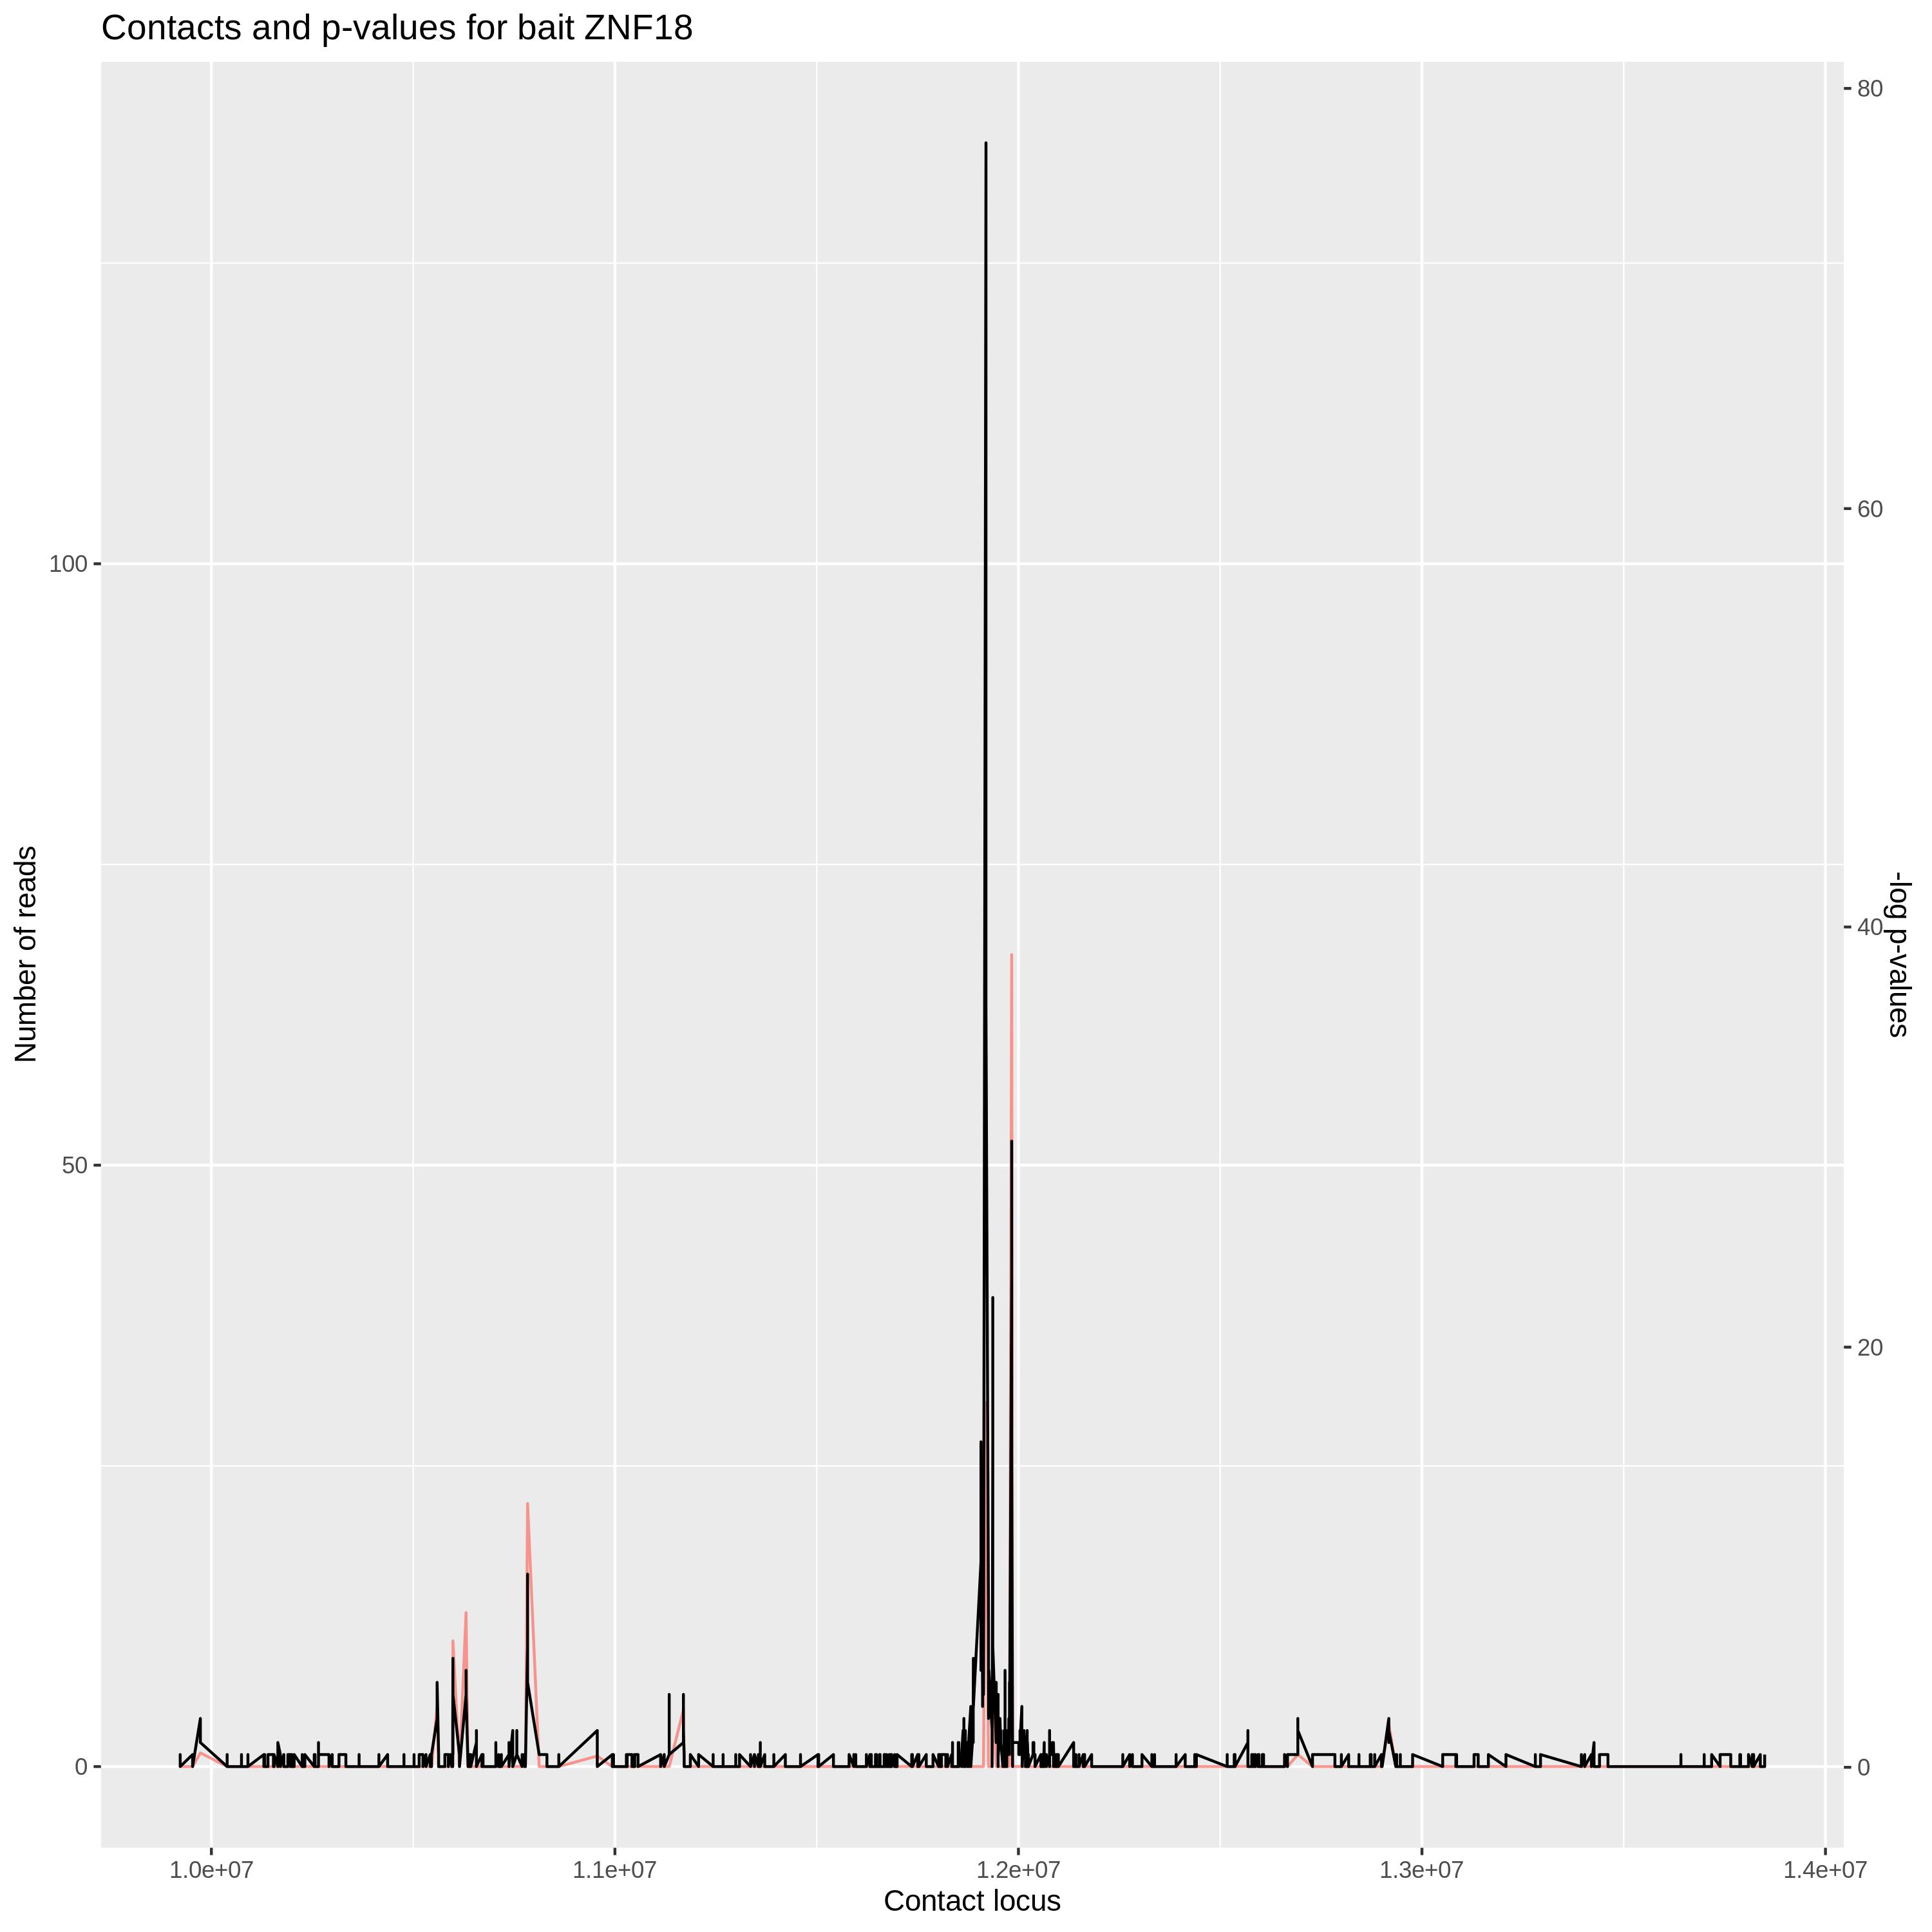 Contacts and p-values for bait ZNF18
80
60
100
Number of reads
40
-log p-values
50
20
0
0
1.0e+07
1.1e+07
1.2e+07
1.3e+07
1.4e+07
Contact locus